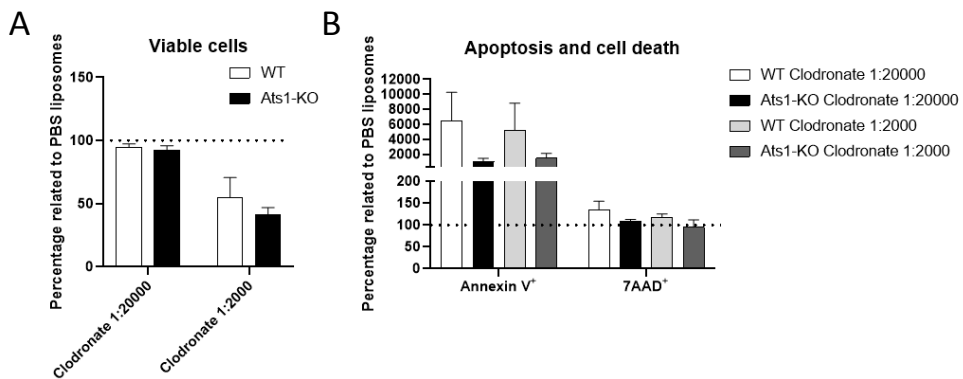 A
Viable cells
Percentage related to PBS liposomes
150
100
50
0
WT
Ats1-KO
Clodronate 1:20000
Clodronate 1:2000
B
Apoptosis and cell death
Percentage related to PBS liposomes
12000
10000
8000
6000
4000
2000
200
150
100
50
0
Annexin V⁺
7AAD⁺
WT Clodronate 1:20000
Ats1-KO Clodronate 1:20000
WT Clodronate 1:2000
Ats1-KO Clodronate 1:2000